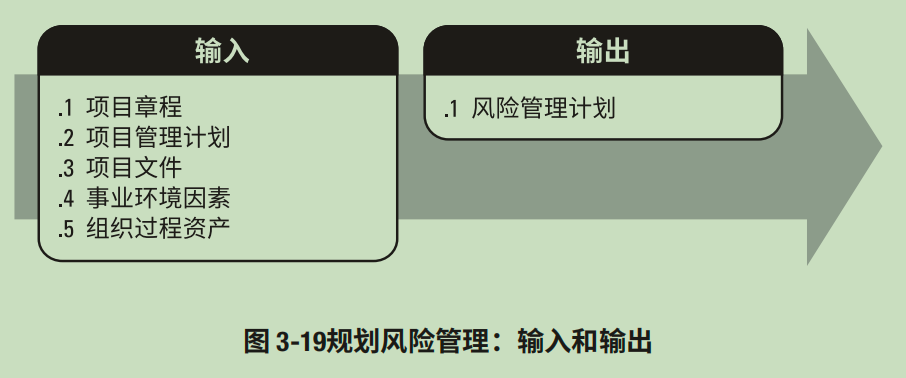 输入
.1 项目章程
.2 项目管理计划
.3 项目文件
.4 事业环境因素
.5 组织过程资产
输出
.1 风险管理计划
图 3-19规划风险管理：输入和输出